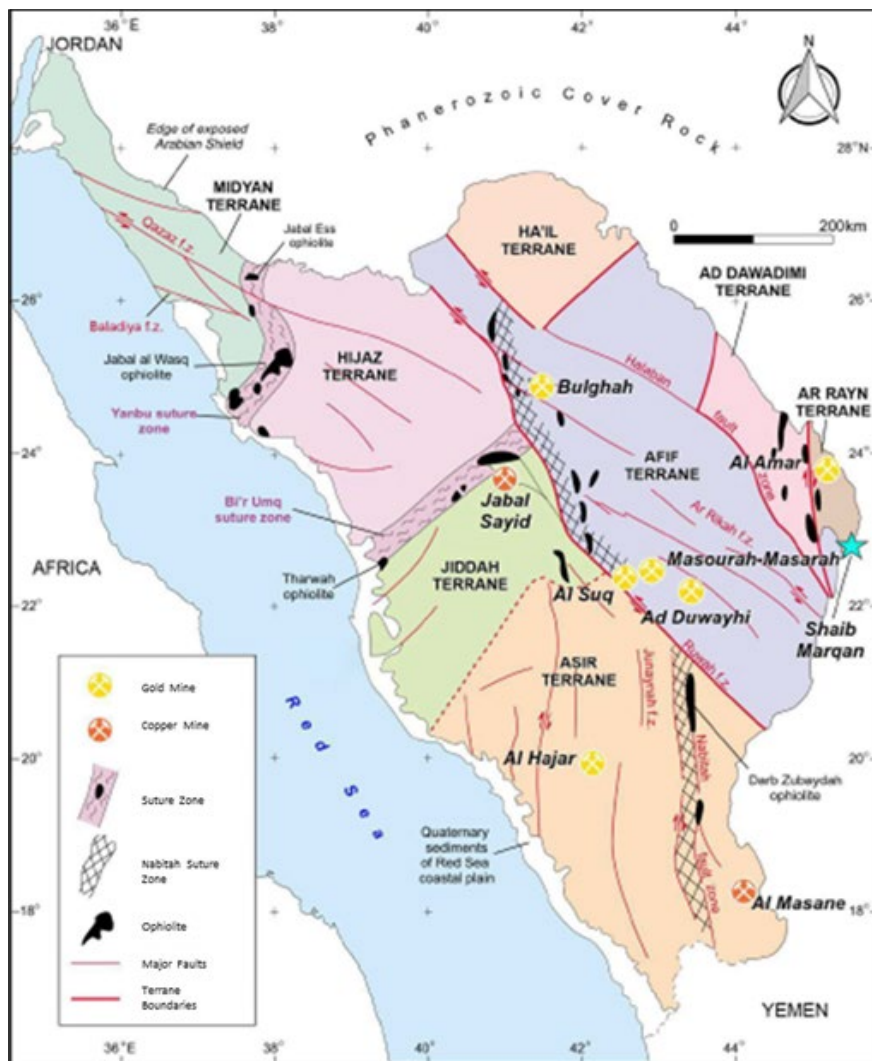 36°E
38°
40°
42°
44°
JORDAN
N
Phanerozoic Cover Rock
Edge of exposed
Arabian Shield
28°N
MIDYAN
TERRANE
Qazaz f.z.
Jabal Ess
ophiolite
HA'IL
TERRANE
0
200km
26°
26°
AD DAWADIMI
TERRANE
Baladiya f.z.
Jabal al Wasq
ophiolite
HIJAZ
TERRANE
Halaban
fault
zone
Bulghah
AR RAYN
TERRANE
Yanbu suture
zone
24°
24°
AFIF
TERRANE
Al Amar
Bi'r Umq
suture zone
Jabal
Sayid
Ar Rikah f.z.
AFRICA
Tharwah
ophiolite
JIDDAH
TERRANE
Masourah-Masarah
Al Suq
Ad Duwayhi
22°
22°
Shaib
Marqan
ASIR
TERRANE
Junaynah f.z.
Ruwah f.z.
Gold Mine
Copper Mine
Suture Zone
Nabitah Suture
Zone
Ophiolite
Major Faults
Terrane
Boundaries
Red Sea
20°
20°
Al Hajar
Nabitah
fault zone
Darb Zubaydah
ophiolite
Quaternary
sediments
of Red Sea
coastal plain
Al Masane
18°
18°
YEMEN
36°E
38°
40°
42°
44°